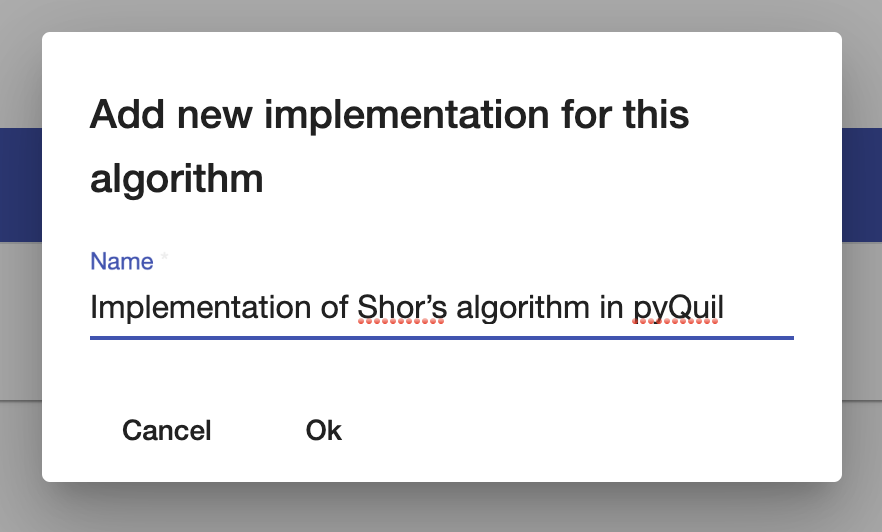 Add new implementation for this
algorithm
Name *
Implementation of Shor’s algorithm in pyQuil
Cancel Ok